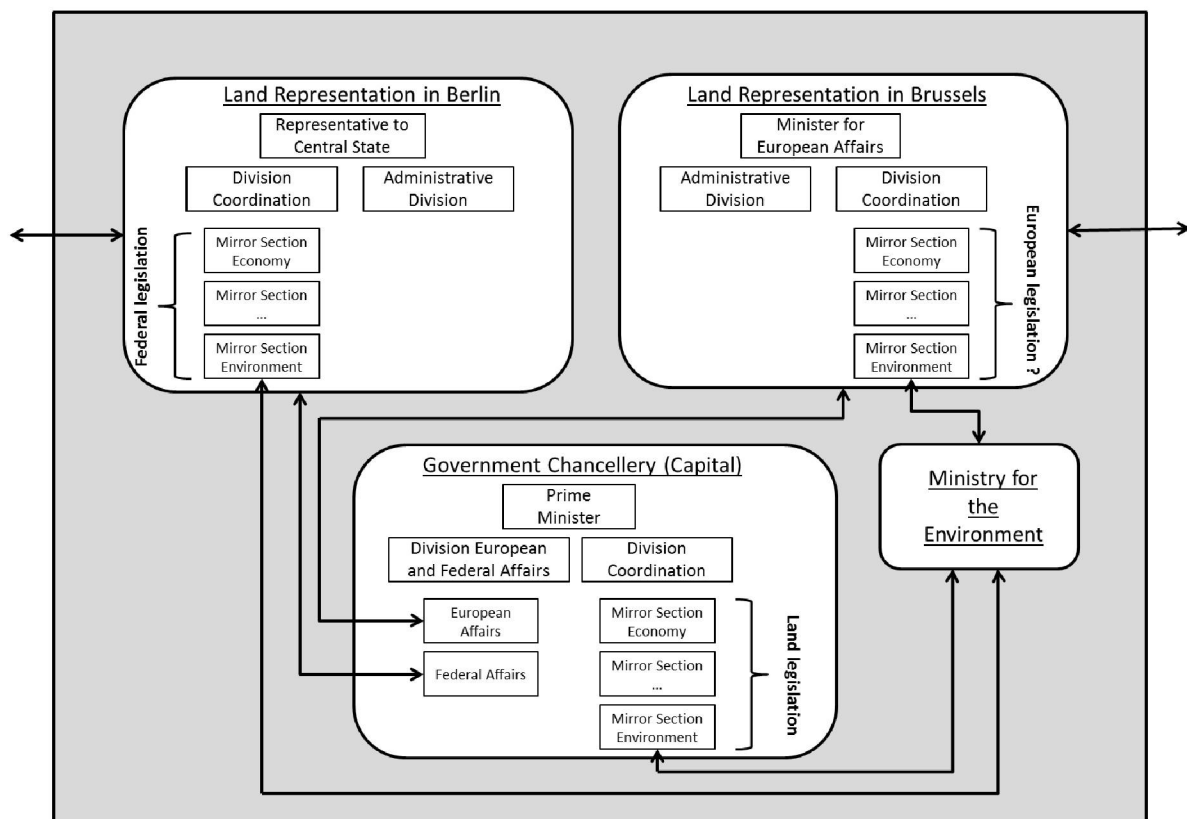 Land Representation in Berlin
Representative to
Central State
Division
Coordination
Administrative
Division
Federal legislation
Mirror Section
Economy
Mirror Section
...
Mirror Section
Environment
Land Representation in Brussels
Minister for
European Affairs
Administrative
Division
Division
Coordination
Mirror Section
Economy
Mirror Section
...
Mirror Section
Environment
European legislation ?
Government Chancellery (Capital)
Prime
Minister
Division European
and Federal Affairs
Division
Coordination
European
Affairs
Federal Affairs
Mirror Section
Economy
Mirror Section
...
Mirror Section
Environment
Land legislation
Ministry for
the
Environment